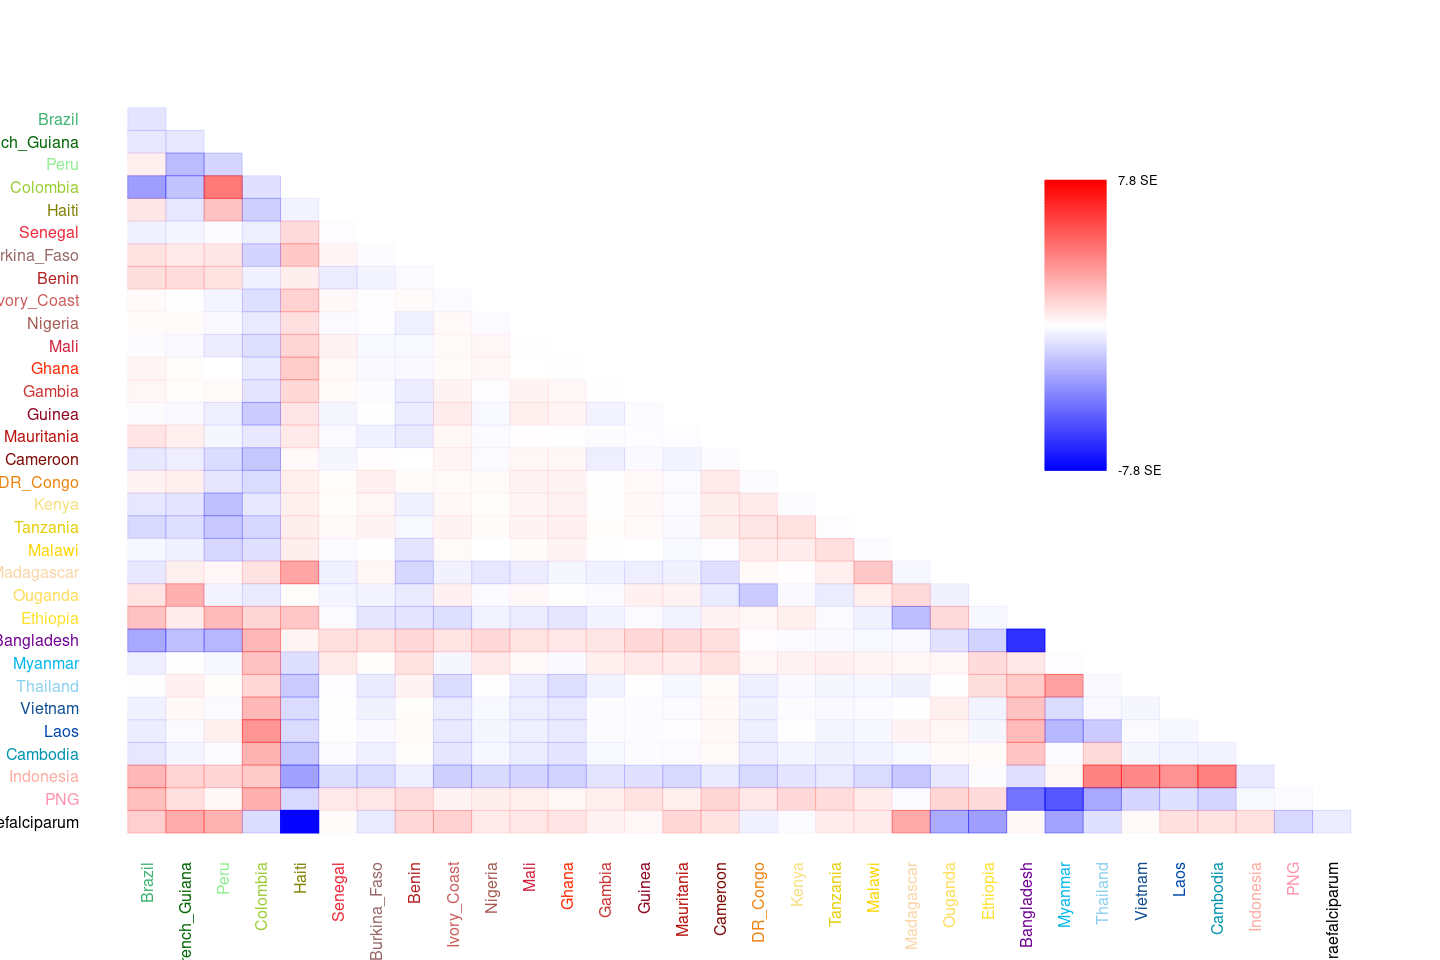 7.8 SE
-7.8 SE
Brazil
ch_Guiana
Peru
Colombia
Haiti
Senegal
rkina_Faso
Benin
vory_Coast
Nigeria
Mali
Ghana
Gambia
Guinea
Mauritania
Cameroon
DR_Congo
Kenya
Tanzania
Malawi
Madagascar
Ouganda
Ethiopia
Bangladesh
Myanmar
Thailand
Vietnam
Laos
Cambodia
Indonesia
PNG
efalciparum
Brazil
rench_Guiana
Peru
Colombia
Haiti
Senegal
Burkina_Faso
Benin
Ivory_Coast
Nigeria
Mali
Ghana
Gambia
Guinea
Mauritania
Cameroon
DR_Congo
Kenya
Tanzania
Malawi
Madagascar
Ouganda
Ethiopia
Bangladesh
Myanmar
Thailand
Vietnam
Laos
Cambodia
Indonesia
PNG
raefalciparum